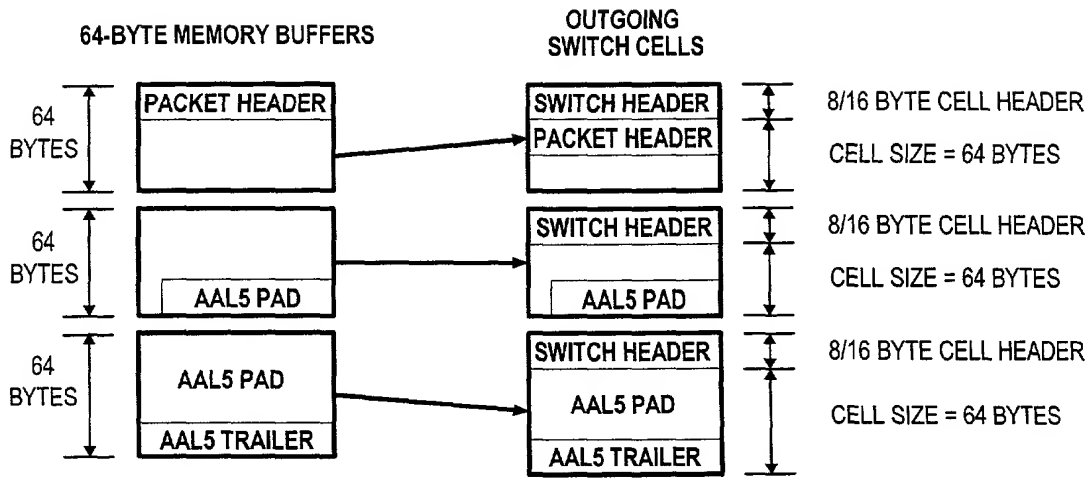 64-BYTE MEMORY BUFFERS
OUTGOING
SWITCH CELLS
64
BYTES
PACKET HEADER
SWITCH HEADER
PACKET HEADER
8/16 BYTE CELL HEADER
CELL SIZE = 64 BYTES
64
BYTES
AAL5 PAD
SWITCH HEADER
AAL5 PAD
8/16 BYTE CELL HEADER
CELL SIZE = 64 BYTES
64
BYTES
AAL5 PAD
AAL5 TRAILER
SWITCH HEADER
AAL5 PAD
AAL5 TRAILER
8/16 BYTE CELL HEADER
CELL SIZE = 64 BYTES